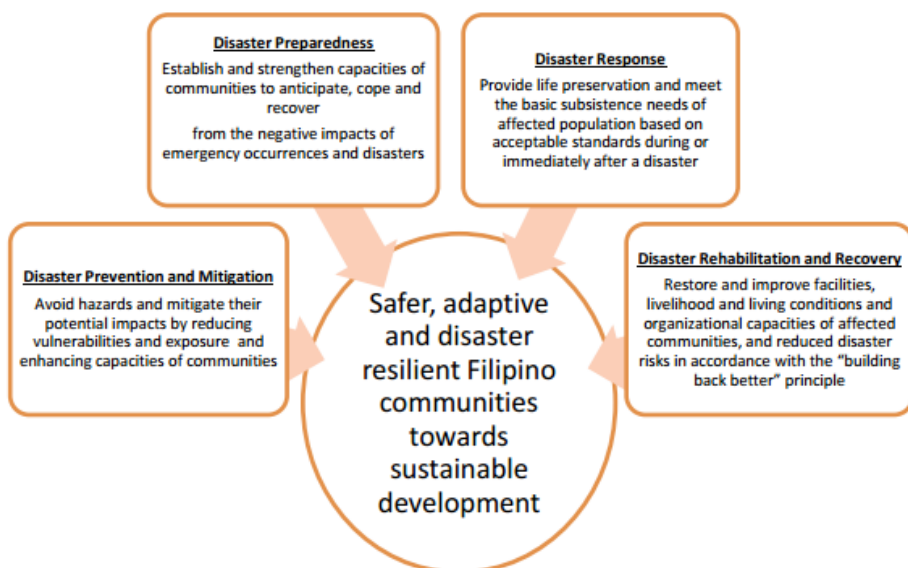 Disaster Preparedness
Establish and strengthen capacities of
communities to anticipate, cope and
recover
from the negative impacts of
emergency occurrences and disasters
Disaster Response
Provide life preservation and meet
the basic subsistence needs of
affected population based on
acceptable standards during or
immediately after a disaster
Disaster Prevention and Mitigation
Avoid hazards and mitigate their
potential impacts by reducing
vulnerabilities and exposure and
enhancing capacities of communities
Disaster Rehabilitation and Recovery
Restore and improve facilities,
livelihood and living conditions and
organizational capacities of affected
communities, and reduced disaster
risks in accordance with the “building
back better” principle
Safer, adaptive
and disaster
resilient Filipino
communities
towards
sustainable
development